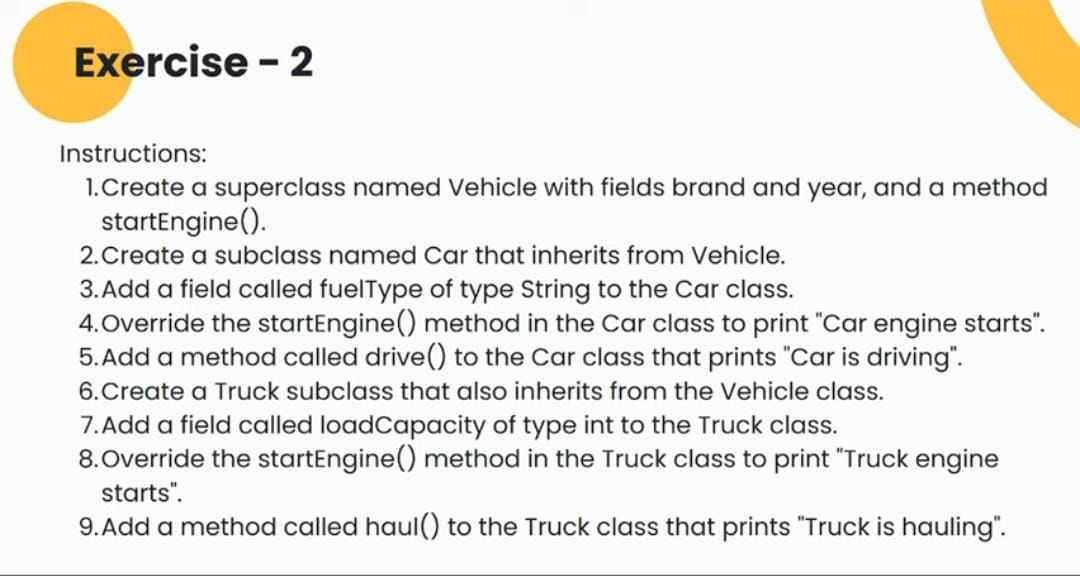 Exercise - 2
Instructions:
1.Create a superclass named Vehicle with fields brand and year, and a method
startEngine().
2.Create a subclass named Car that inherits from Vehicle.
3.Add a field called fuelType of type String to the Car class.
4.Override the startEngine() method in the Car class to print "Car engine starts".
5.Add a method called drive() to the Car class that prints "Car is driving".
6.Create a Truck subclass that also inherits from the Vehicle class.
7.Add a field called loadCapacity of type int to the Truck class.
8.Override the startEngine() method in the Truck class to print "Truck engine
starts".
9.Add a method called haul() to the Truck class that prints "Truck is hauling".